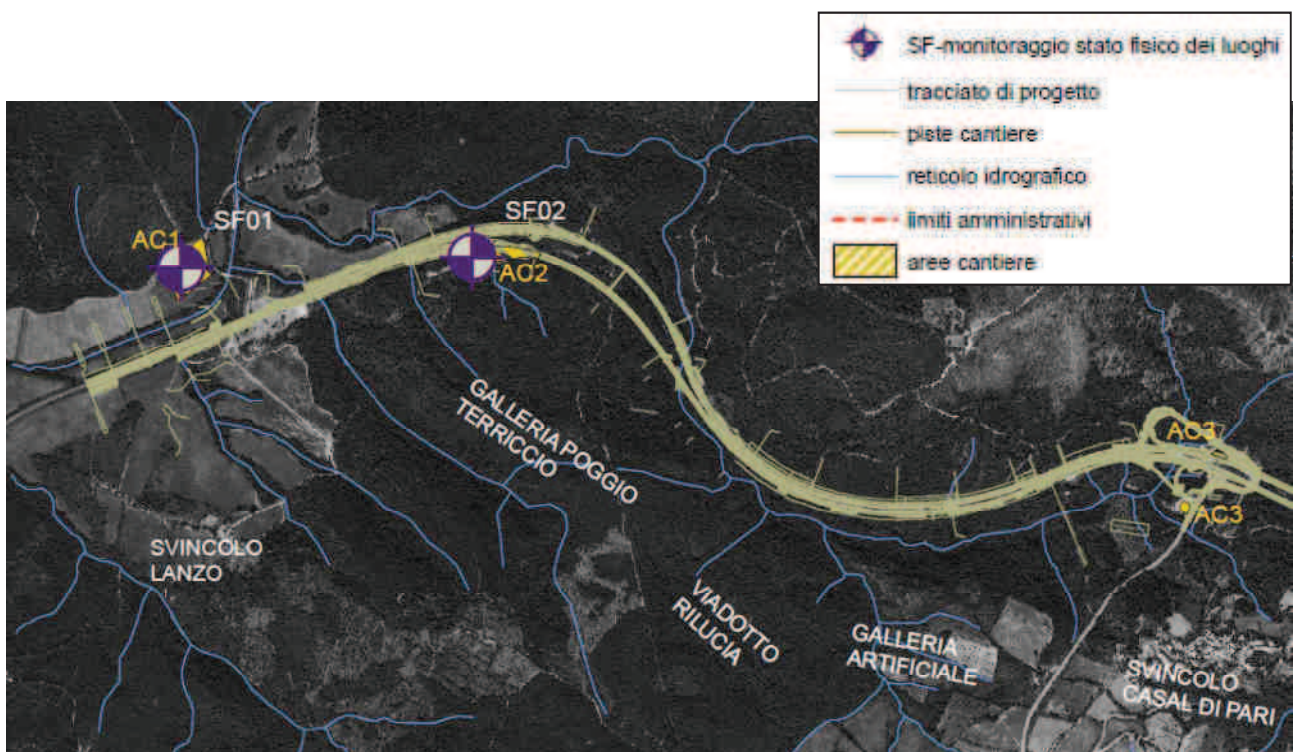 SF-monitoraggio stato fisico dei luoghi
tracciato di progetto
piste cantiere
reticolo idrografico
limiti amministrativi
aree cantiere
SF01
AC1
SF02
AC2
GALLERIA POGGIO
TERRICCIO
AC3
AC3
SVINCOLO
LANZO
VIADOTTO
RILUCIA
GALLERIA
ARTIFICIALE
SVINCOLO
CASAL DI PARI